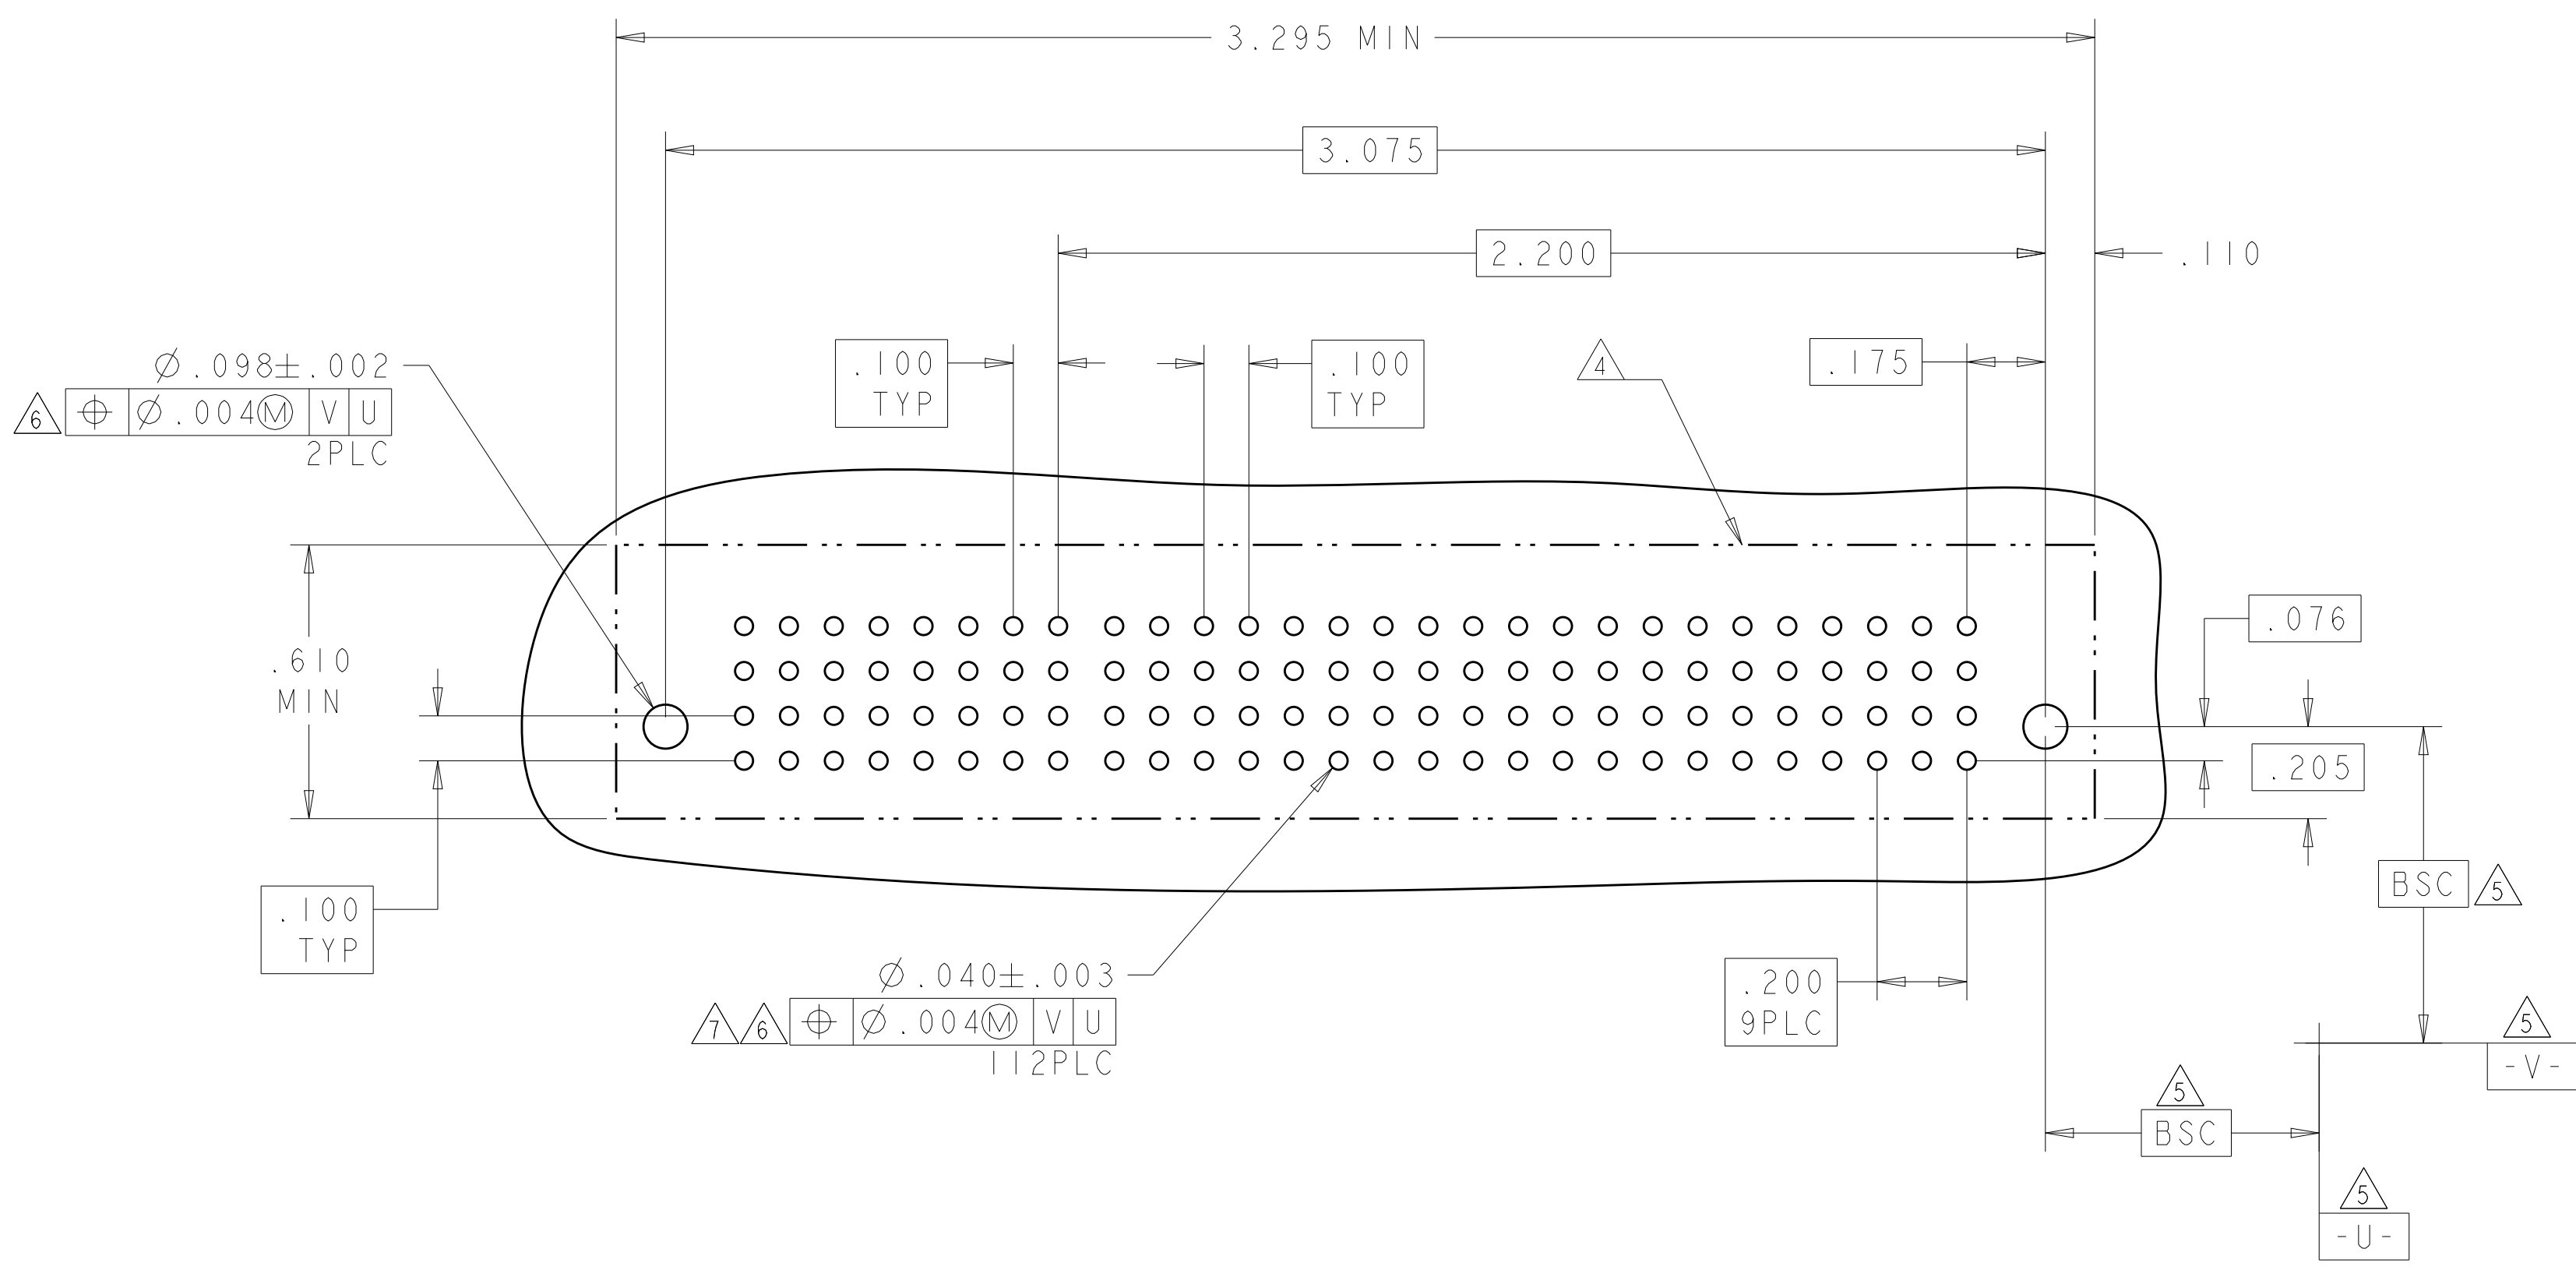 3.295 MIN
3.075
2.200
.110
.100
TYP
.100
TYP
4
.175
Ø.098±.002
6 ⌖ Ø.004Ⓜ V U
2PLC
.076
.610
MIN
.205
BSC 5
.100
TYP
Ø.040±.003
7 6 ⌖ Ø.004Ⓜ V U
112PLC
.200
9PLC
5
-V-
5
BSC
5
-U-